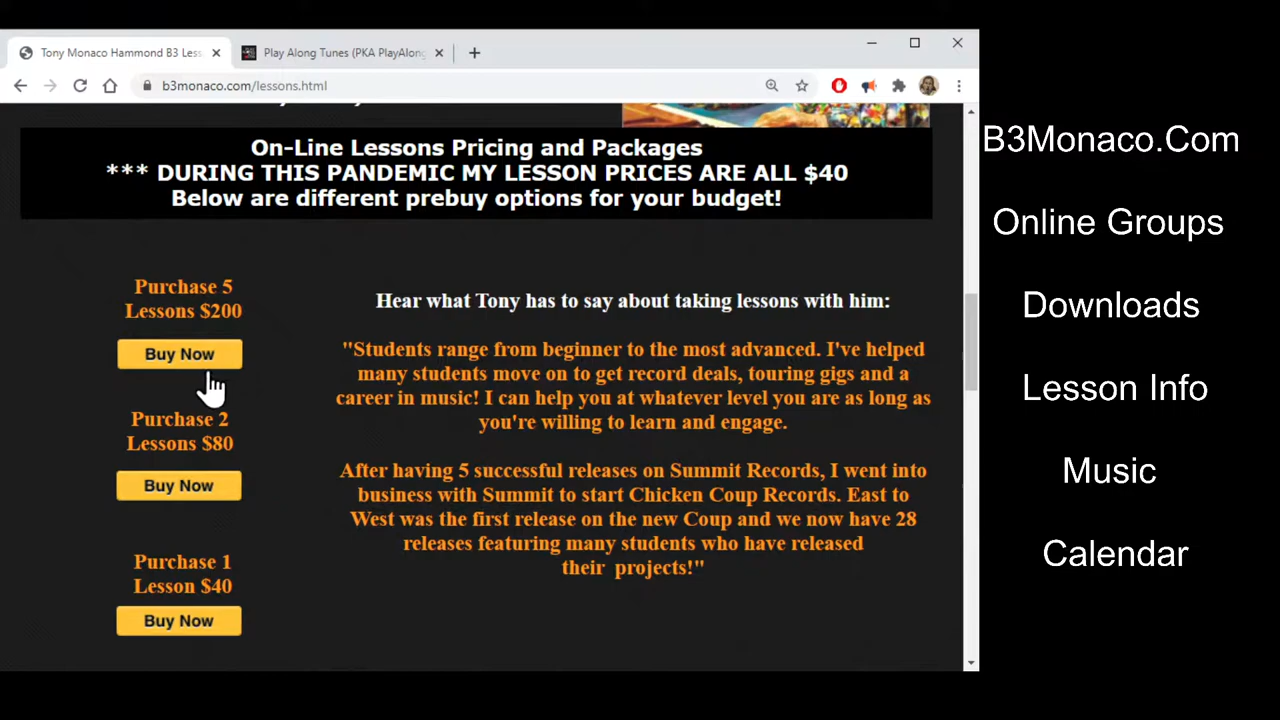 Tony Monaco Hammond B3 Less
Play Along Tunes (PKA PlayAlong
b3monaco.com/lessons.html
On-Line Lessons Pricing and Packages
*** DURING THIS PANDEMIC MY LESSON PRICES ARE ALL $40
Below are different prebuy options for your budget!
Purchase 5
Lessons $200
Buy Now
Purchase 2
Lessons $80
Buy Now
Purchase 1
Lesson $40
Buy Now
Hear what Tony has to say about taking lessons with him:
"Students range from beginner to the most advanced. I've helped
many students move on to get record deals, touring gigs and a
career in music! I can help you at whatever level you are as long as
you're willing to learn and engage.
After having 5 successful releases on Summit Records, I went into
business with Summit to start Chicken Coup Records. East to
West was the first release on the new Coup and we now have 28
releases featuring many students who have released
their projects!"
B3Monaco.Com
Online Groups
Downloads
Lesson Info
Music
Calendar